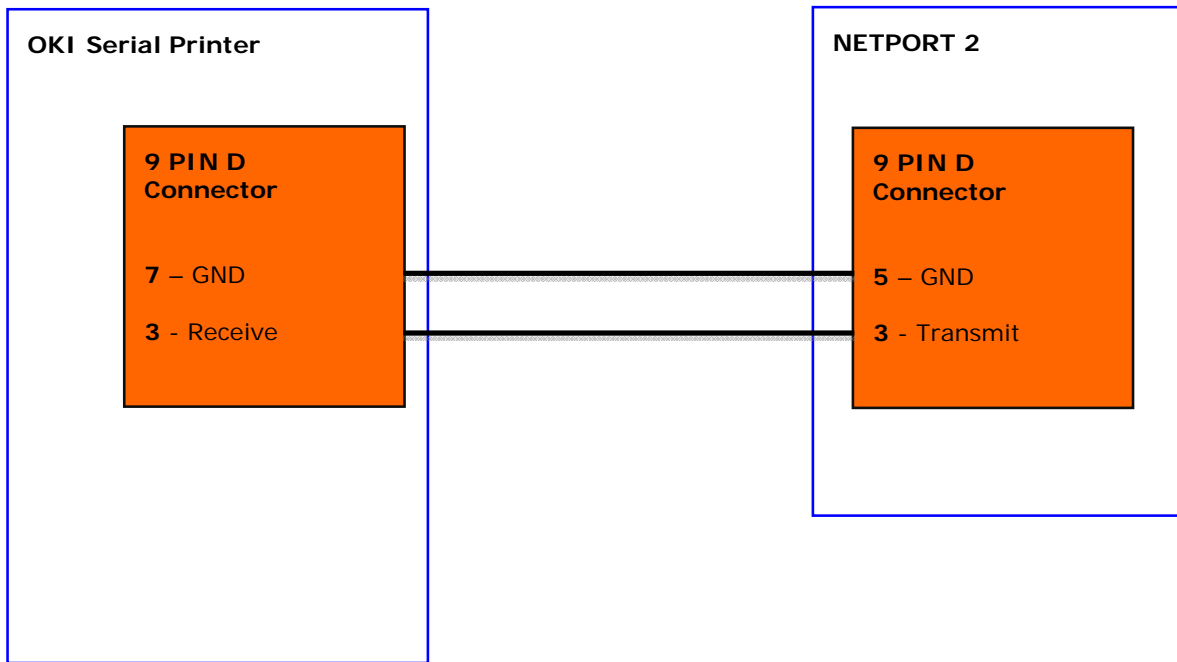 OKI Serial Printer
9 PIN D
Connector
7 – GND
3 - Receive
NETPORT 2
9 PIN D
Connector
5 – GND
3 - Transmit